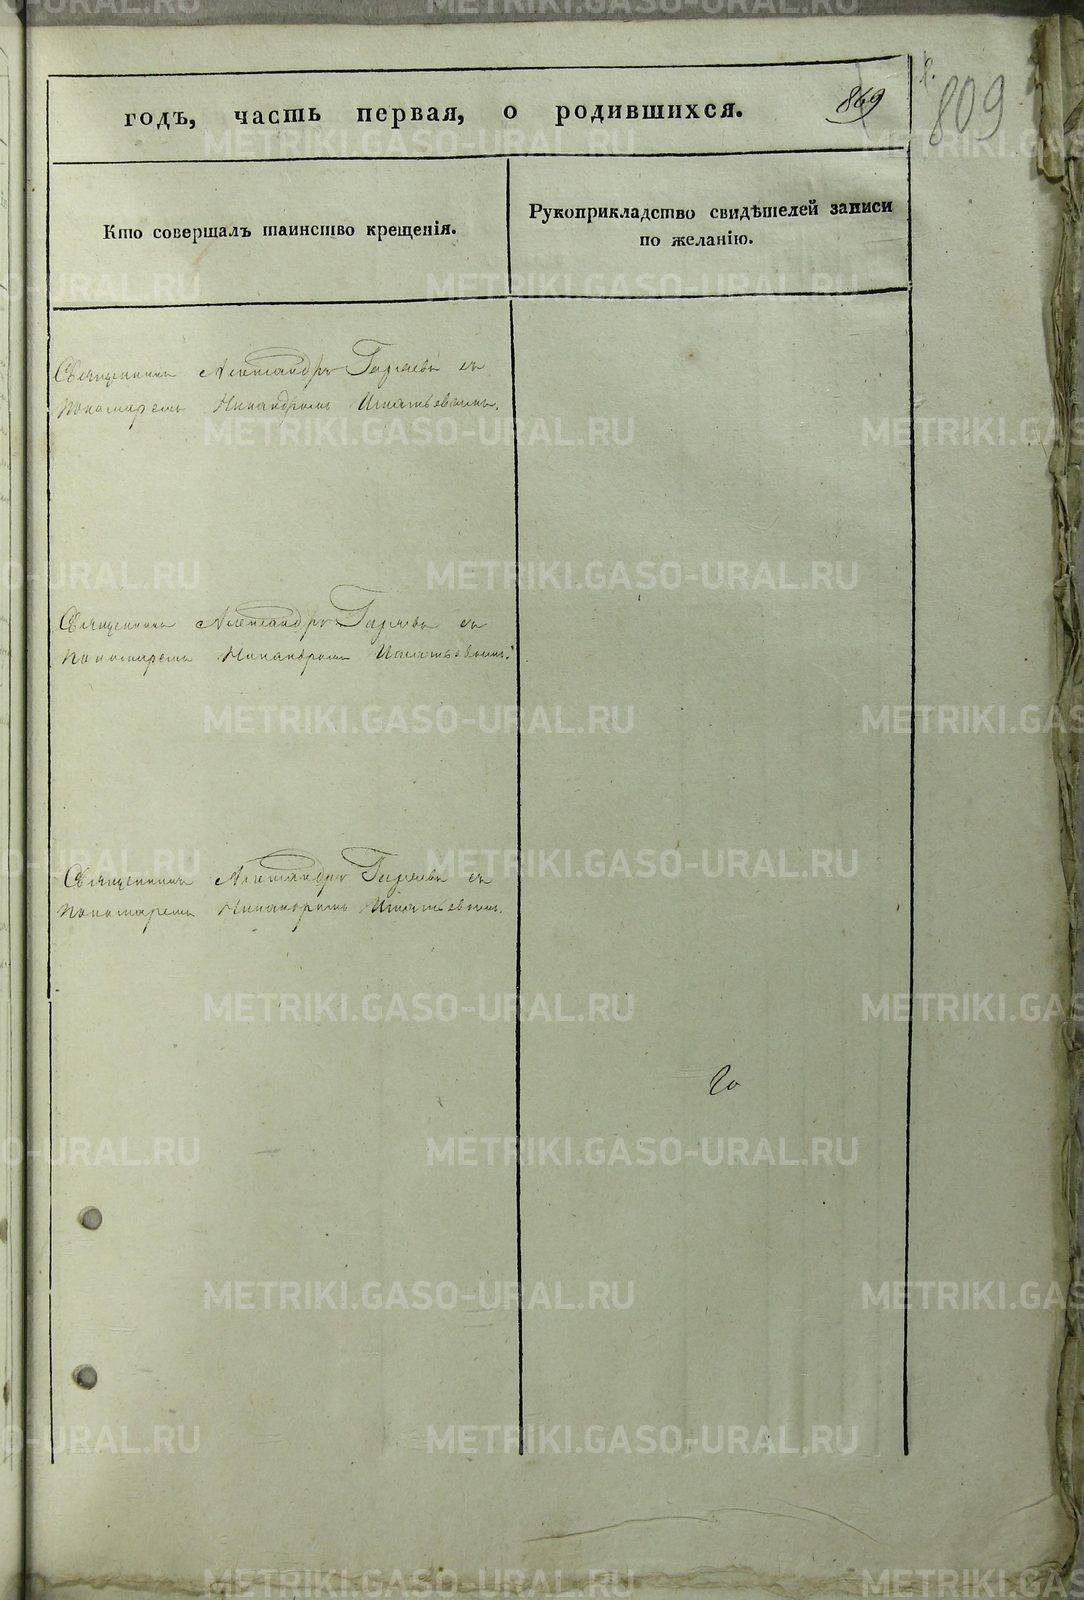 годъ, часть первая, о родившихся.
869
809
Кто совершалъ таинство крещенія.
Рукоприкладство свидѣтелей записи
по желанію.
Священникъ Александръ Гаряевъ съ
пономаремъ Никандромъ Игнатьевымъ.
Священникъ Александръ Гаряевъ съ
пономаремъ Никандромъ Игнатьевымъ.
Священникъ Александръ Гаряевъ съ
пономаремъ Никандромъ Игнатьевымъ.
METRIKI.GASO-URAL.RU